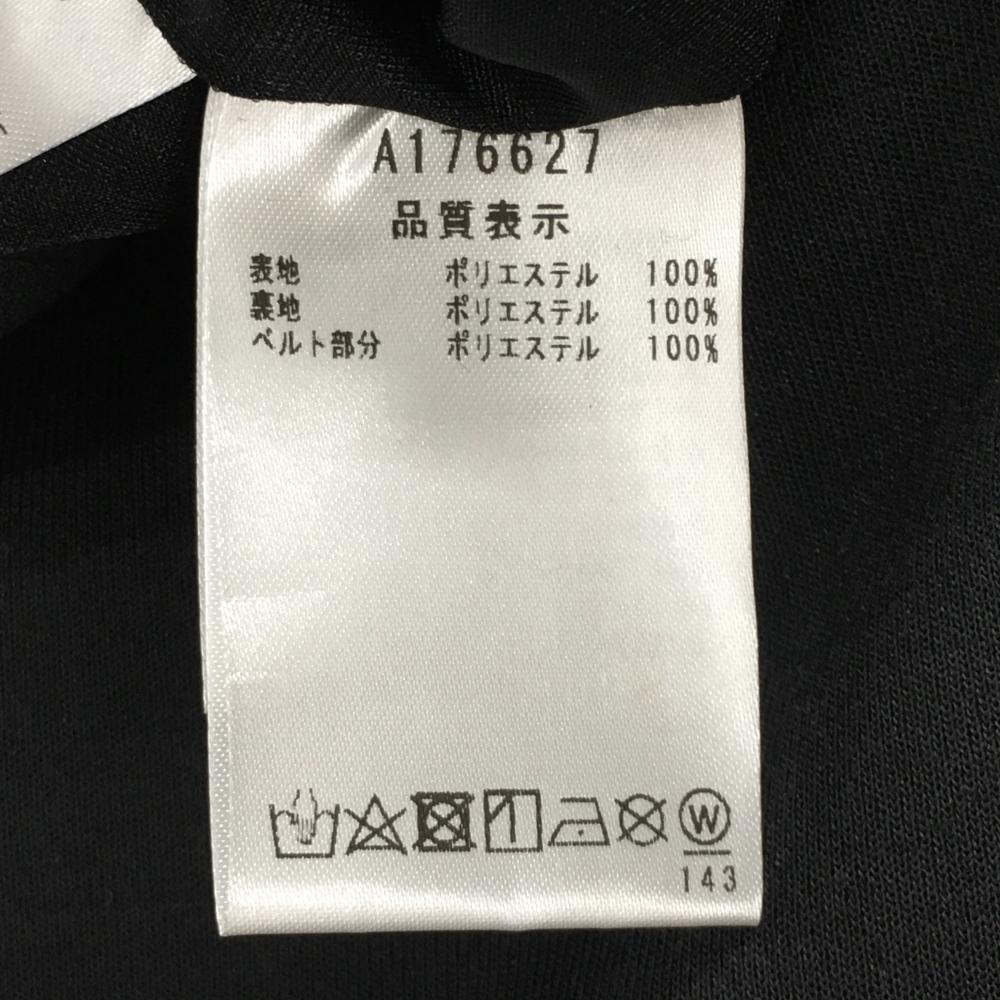 A176627
品質表示
表地 ポリエステル 100%
裏地 ポリエステル 100%
ベルト部分 ポリエステル 100%
W
143